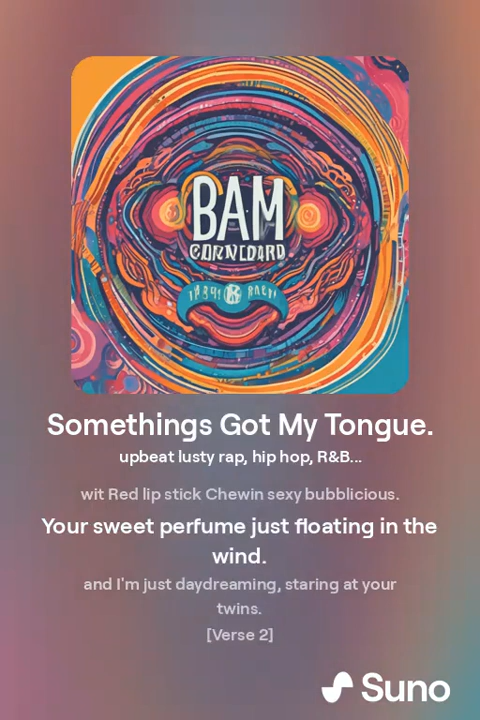 BAM
Somethings Got My Tongue.
upbeat lusty rap, hip hop, R&B...
wit Red lip stick Chewin sexy bubblicious.
Your sweet perfume just floating in the
wind.
and I'm just daydreaming, staring at your
twins.
[Verse 2]
Suno